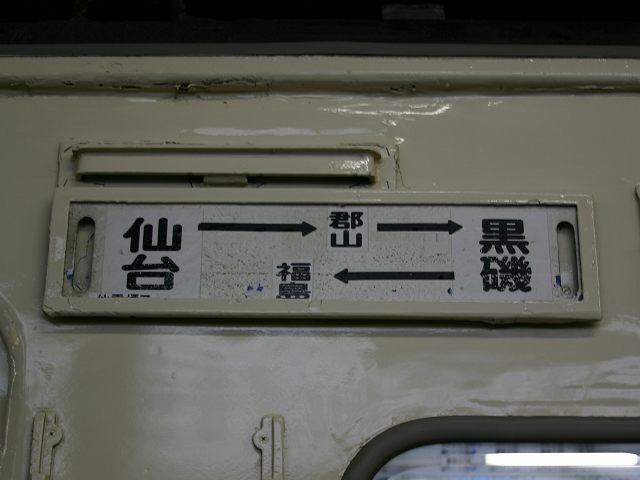 仙台 → 郡山 → 黒磯
福島 ←